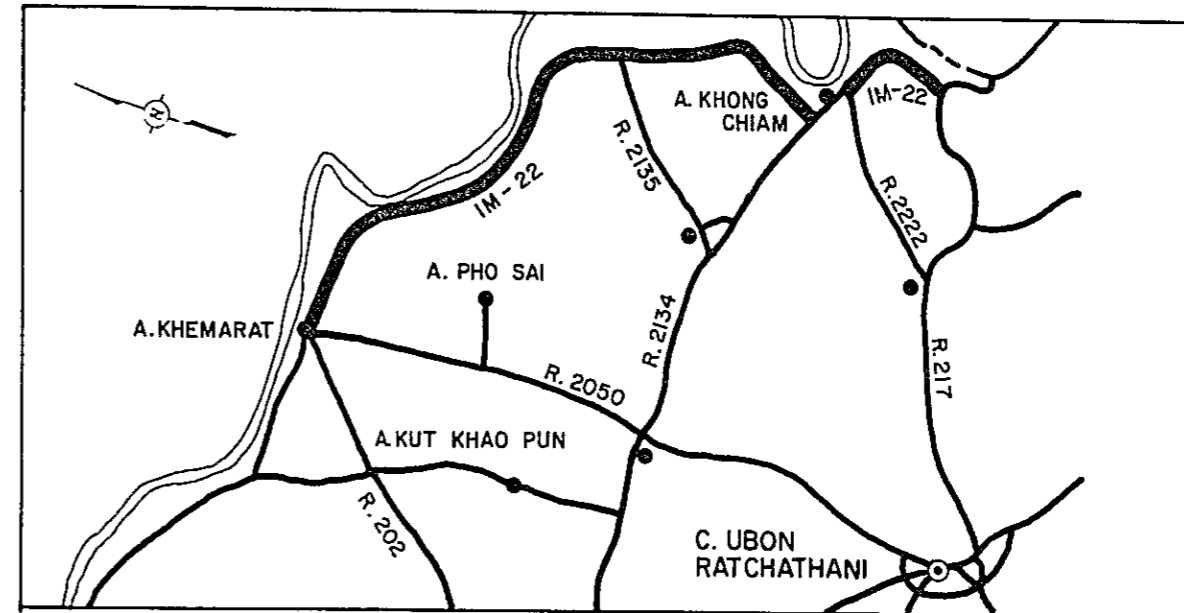 A. KHONG
CHIAM
IM-22
N
R. 2135
IM-22
R.2222
A. PHO SAI
A.KHEMARAT
R. 2134
R. 2050
R.217
A.KUT KHAO PUN
R. 202
C. UBON
RATCHATHANI